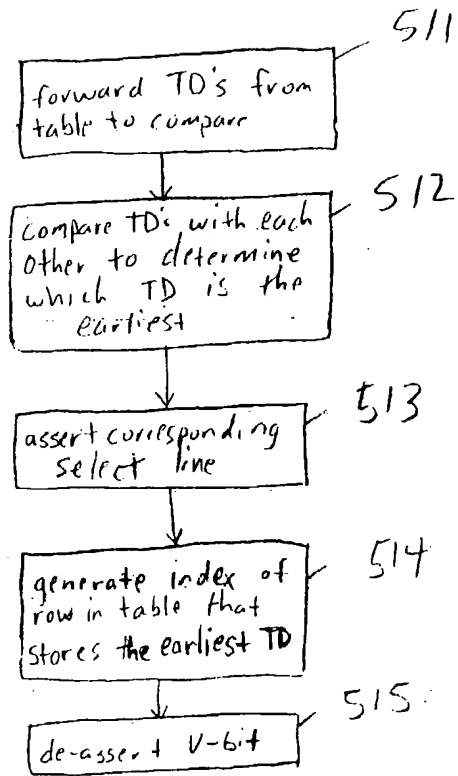 511
forward TD's from
table to compare
512
compare TD's with each
other to determine
which TD is the
earliest
513
assert corresponding
select line
514
generate index of
row in table that
stores the earliest TD
515
de-assert V-bit